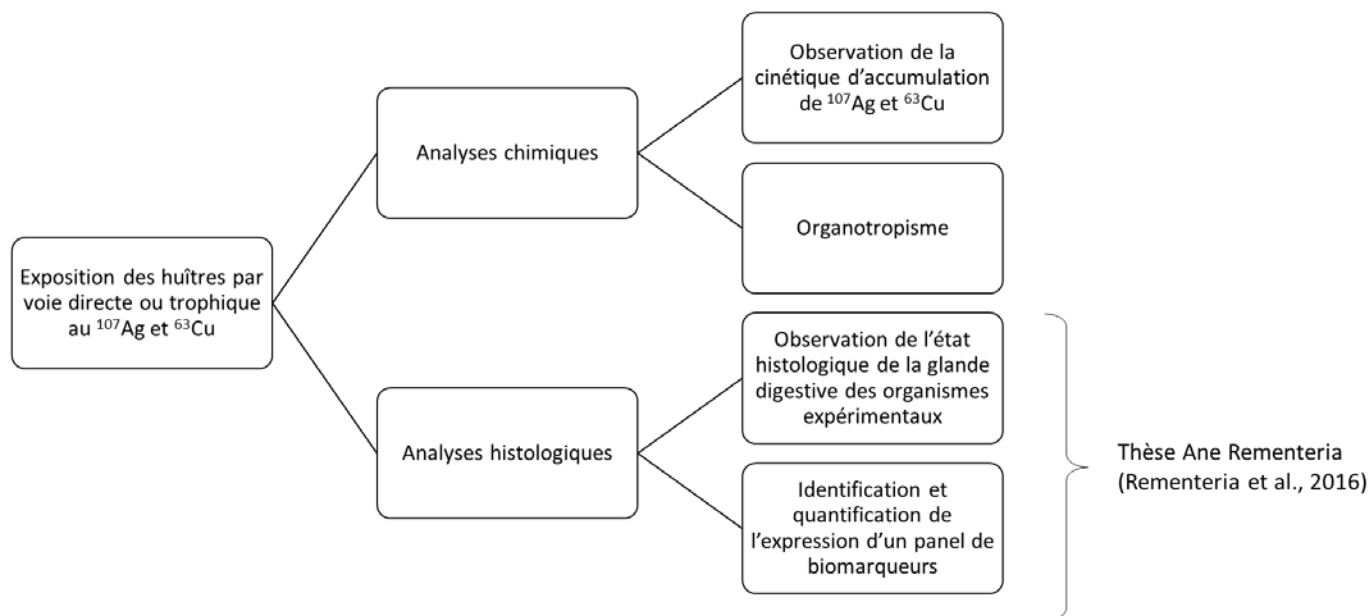 Exposition des huîtres par
voie directe ou trophique
au ¹⁰⁷Ag et ⁶³Cu
Analyses chimiques
Observation de la
cinétique d'accumulation
de ¹⁰⁷Ag et ⁶³Cu
Organotropisme
Analyses histologiques
Observation de l'état
histologique de la glande
digestive des organismes
expérimentaux
Identification et
quantification de
l'expression d'un panel de
biomarqueurs
Thèse Ane Rementeria
(Rementeria et al., 2016)